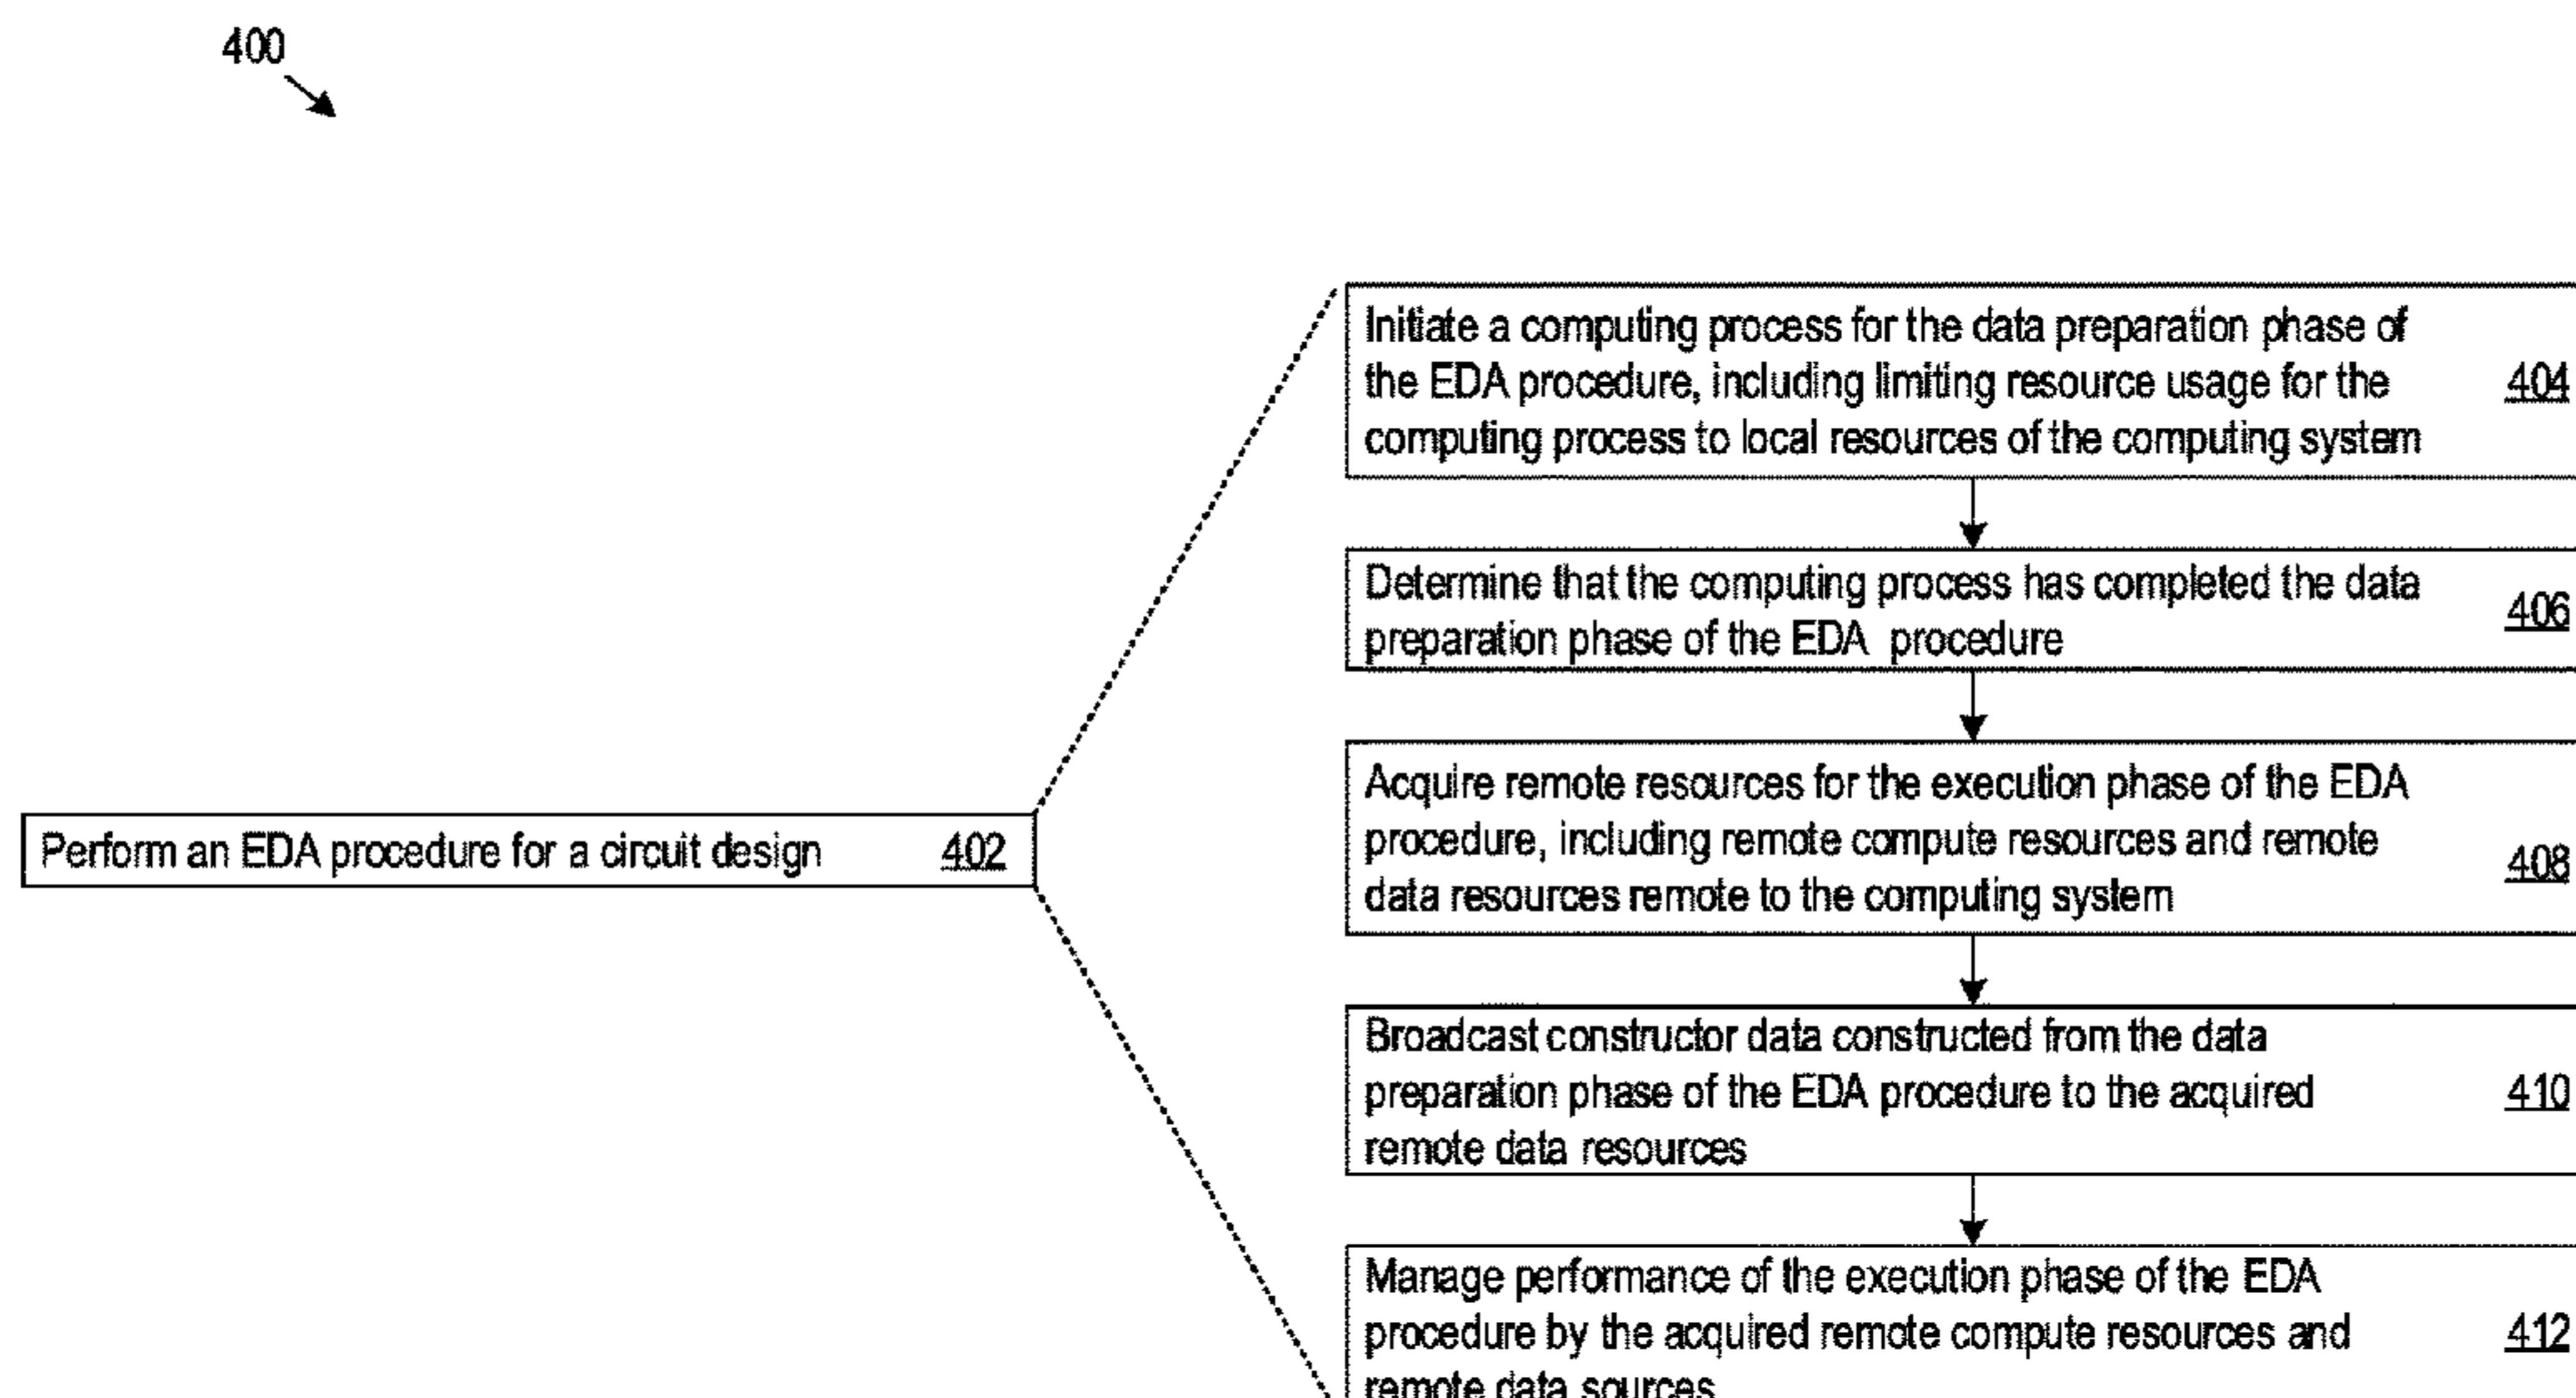 400
Initiate a computing process for the data preparation phase of
the EDA procedure, including limiting resource usage for the
404
computing process to local resources of the computing system
Determine that the computing process has completed the data
406
preparation phase of the EDA procedure
Acquire remote resources for the execution phase of the EDA
procedure, including remote compute resources and remote
408
data resources remote to the computing system
Perform an EDA procedure for a circuit design 402
Broadcast constructor data constructed from the data
preparation phase of the EDA procedure to the acquired
410
remote data resources
Manage performance of the execution phase of the EDA
procedure by the acquired remote compute resources and
412
remote data sources